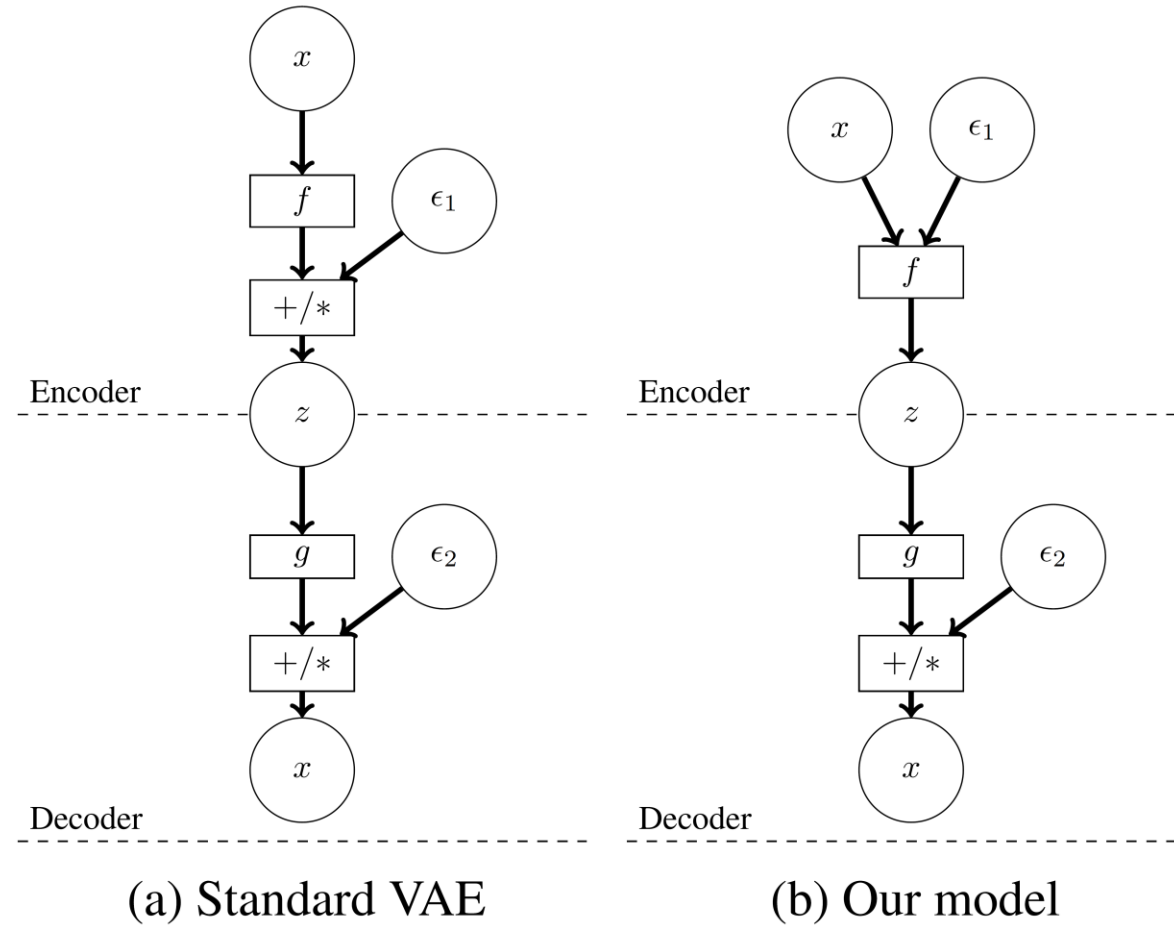 x
f
ϵ1
+/*
Encoder
z
g
ϵ2
+/*
x
Decoder
(a) Standard VAE
x
ϵ1
f
Encoder
z
g
ϵ2
+/*
x
Decoder
(b) Our model